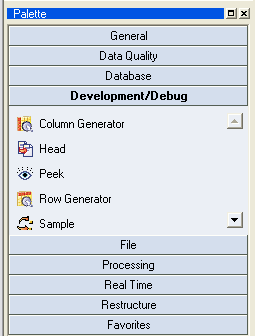 Palette
General
Data Quality
Database
Development/Debug
Column Generator
Head
Peek
Row Generator
Sample
File
Processing
Real Time
Restructure
Favorites